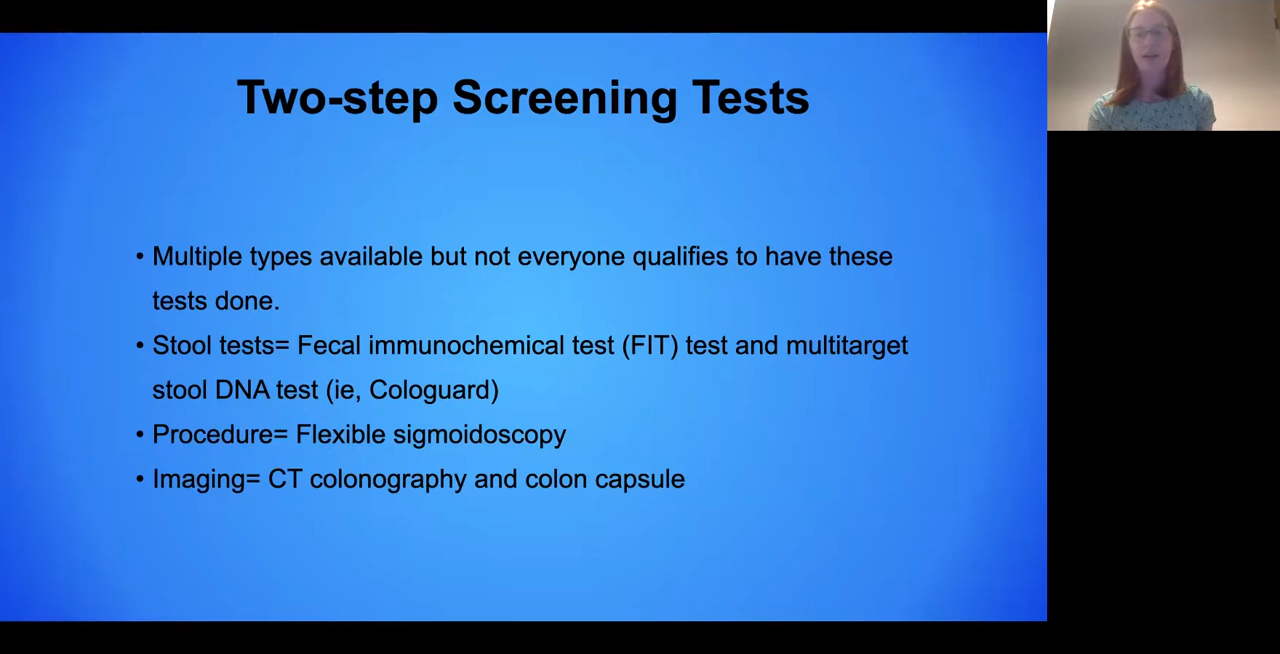 Two-step Screening Tests
• Multiple types available but not everyone qualifies to have these
tests done.
• Stool tests= Fecal immunochemical test (FIT) test and multitarget
stool DNA test (ie, Cologuard)
• Procedure= Flexible sigmoidoscopy
• Imaging= CT colonography and colon capsule